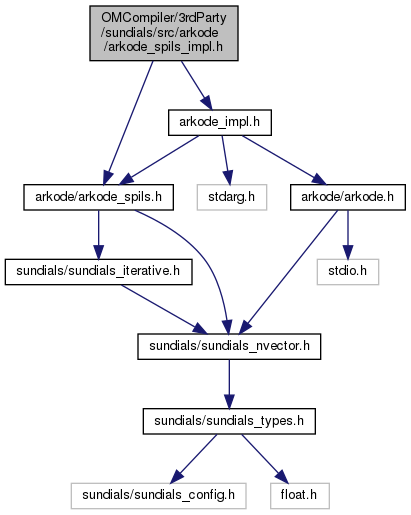 OMCompiler/3rdParty
/sundials/src/arkode
/arkode_spils_impl.h
arkode_impl.h
arkode/arkode_spils.h
stdarg.h
arkode/arkode.h
sundials/sundials_iterative.h
stdio.h
sundials/sundials_nvector.h
sundials/sundials_types.h
sundials/sundials_config.h
float.h